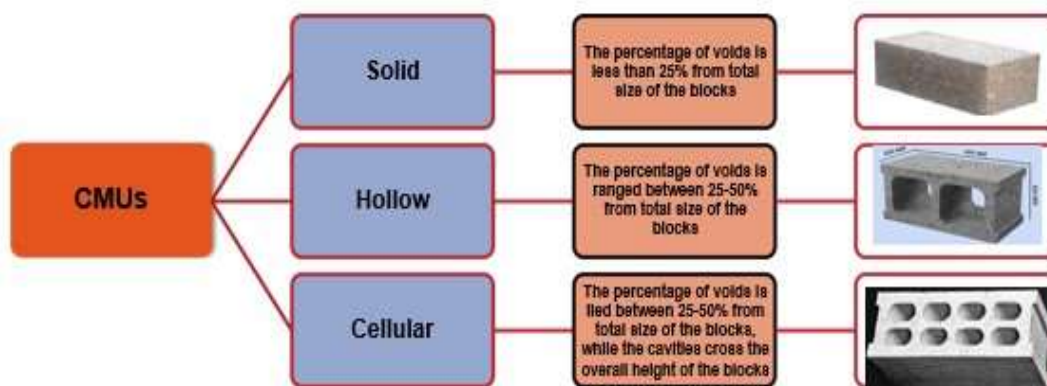 CMUs
Solid
The percentage of voids is
less than 25% from total
size of the blocks
Hollow
The percentage of voids is
ranged between 25-50%
from total size of the
blocks
Cellular
The percentage of voids is
lied between 25-50% from
total size of the blocks,
while the cavities cross the
overall height of the blocks